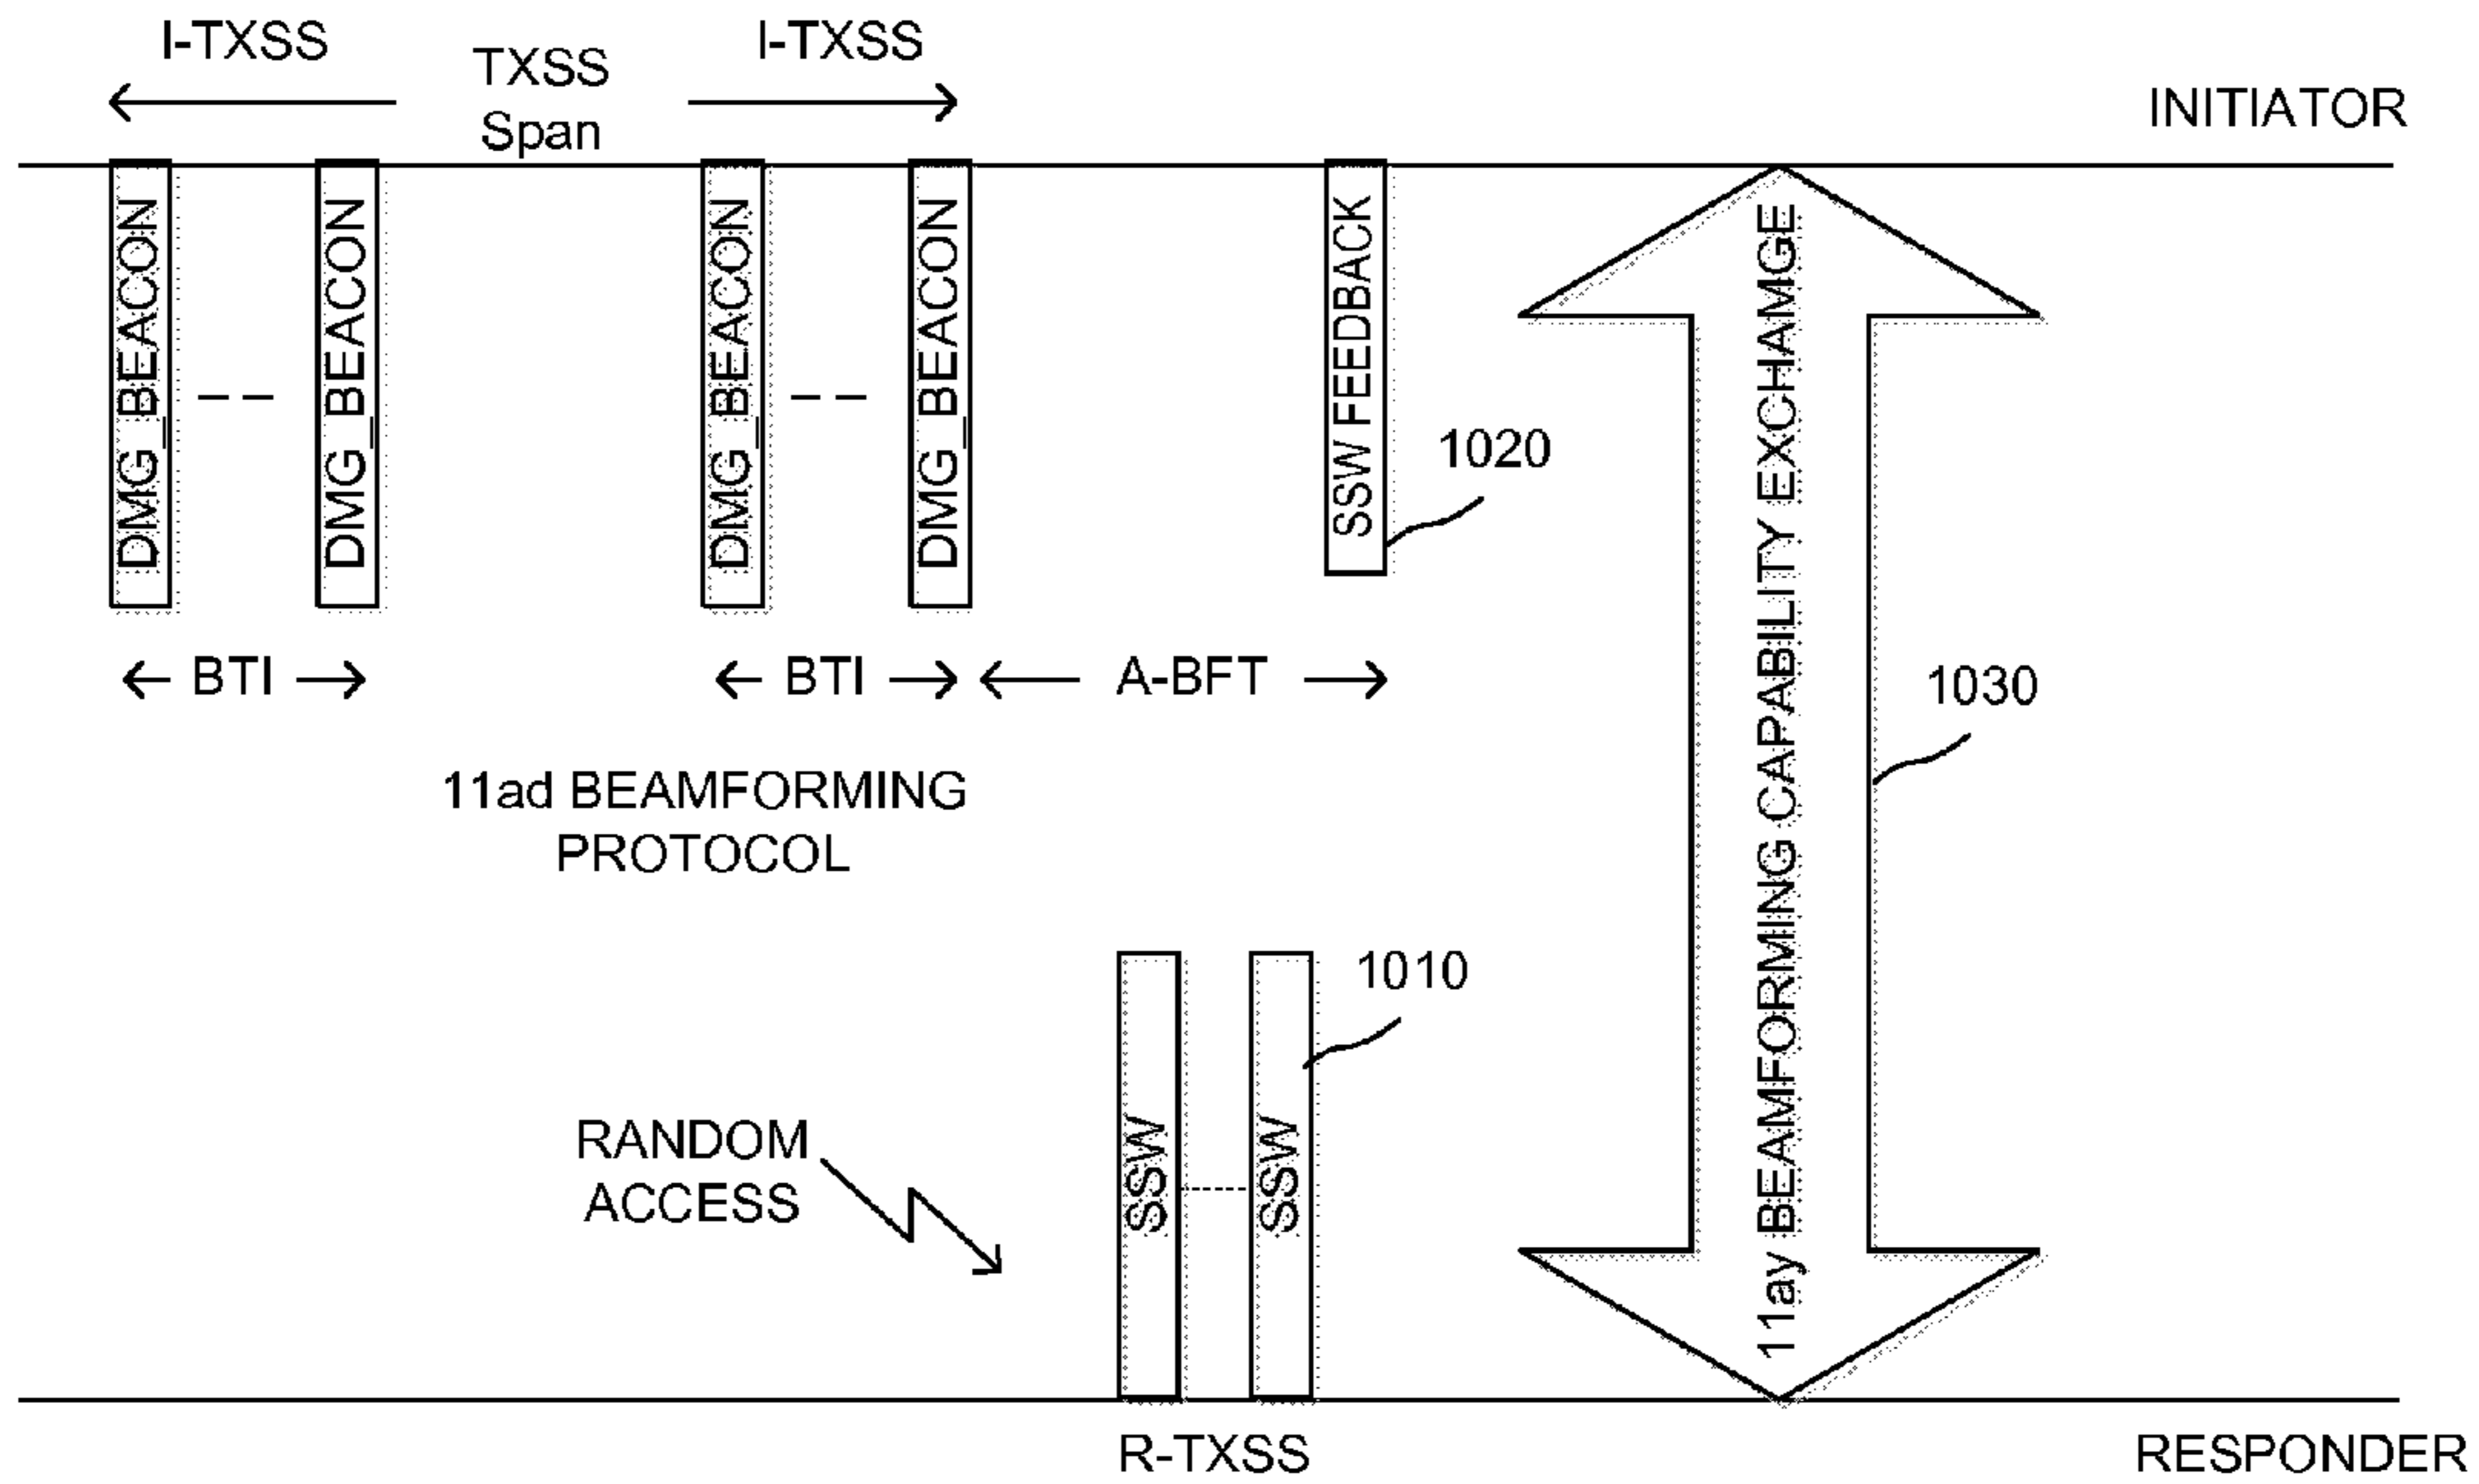 I-TXSS
TXSS
Span
I-TXSS
INITIATOR
DMG_BEACON
DMG_BEACON
DMG_BEACON
DMG_BEACON
SSW FEEDBACK
1020
BTI
BTI
A-BFT
11ay BEAMFORMING CAPABILITY EXCHAMGE
1030
11ad BEAMFORMING
PROTOCOL
1010
SSW
SSW
RANDOM
ACCESS
R-TXSS
RESPONDER